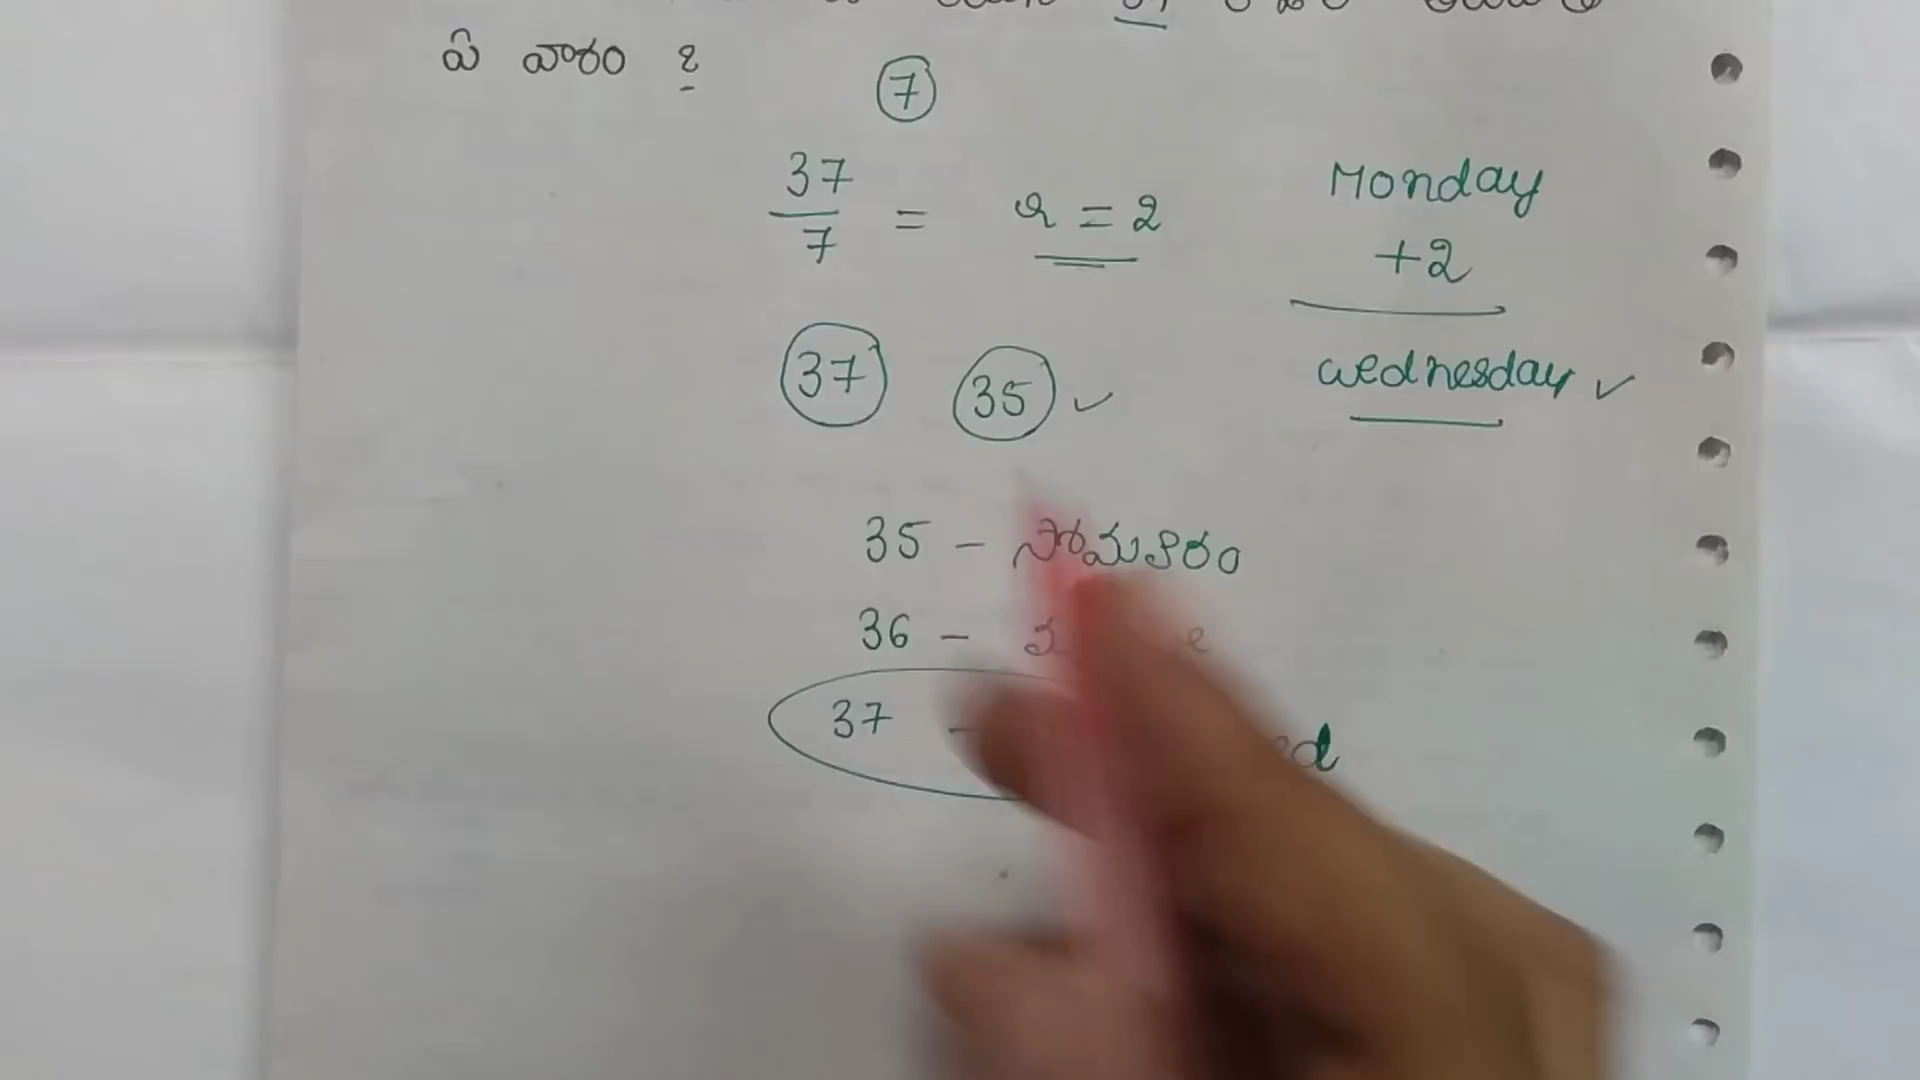 ఏ వారం ?
7
37/7 = r = 2
Monday
+2
Wednesday ✓
37 35 ✓
35 - సోమవారం
36 -
37 -